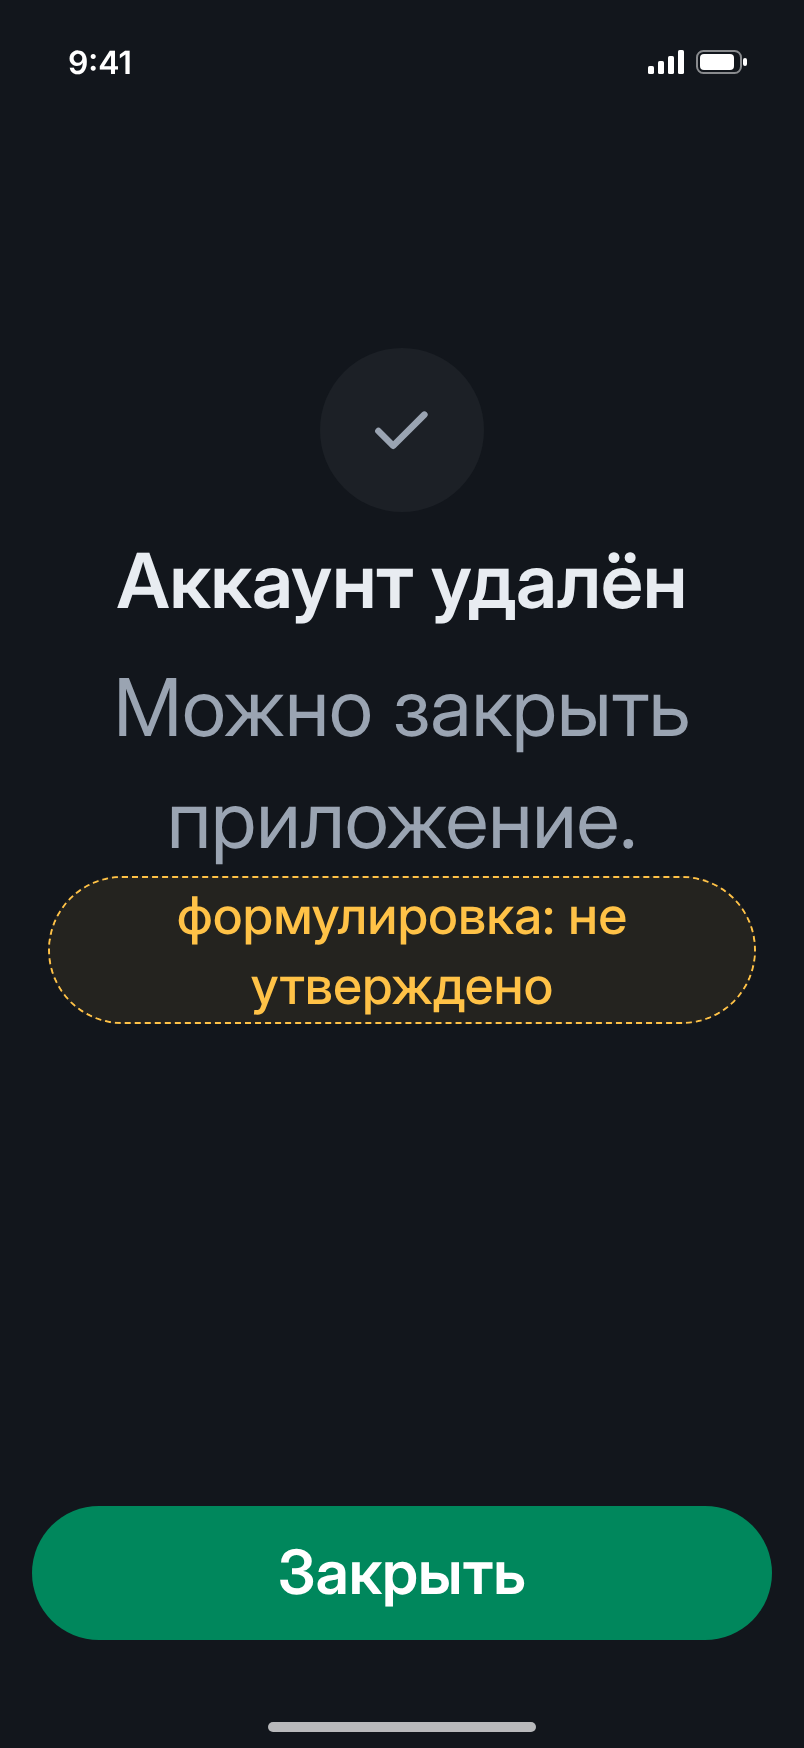 9:41
Аккаунт удалён
Можно закрыть
приложение.
формулировка: не
утверждено
Закрыть